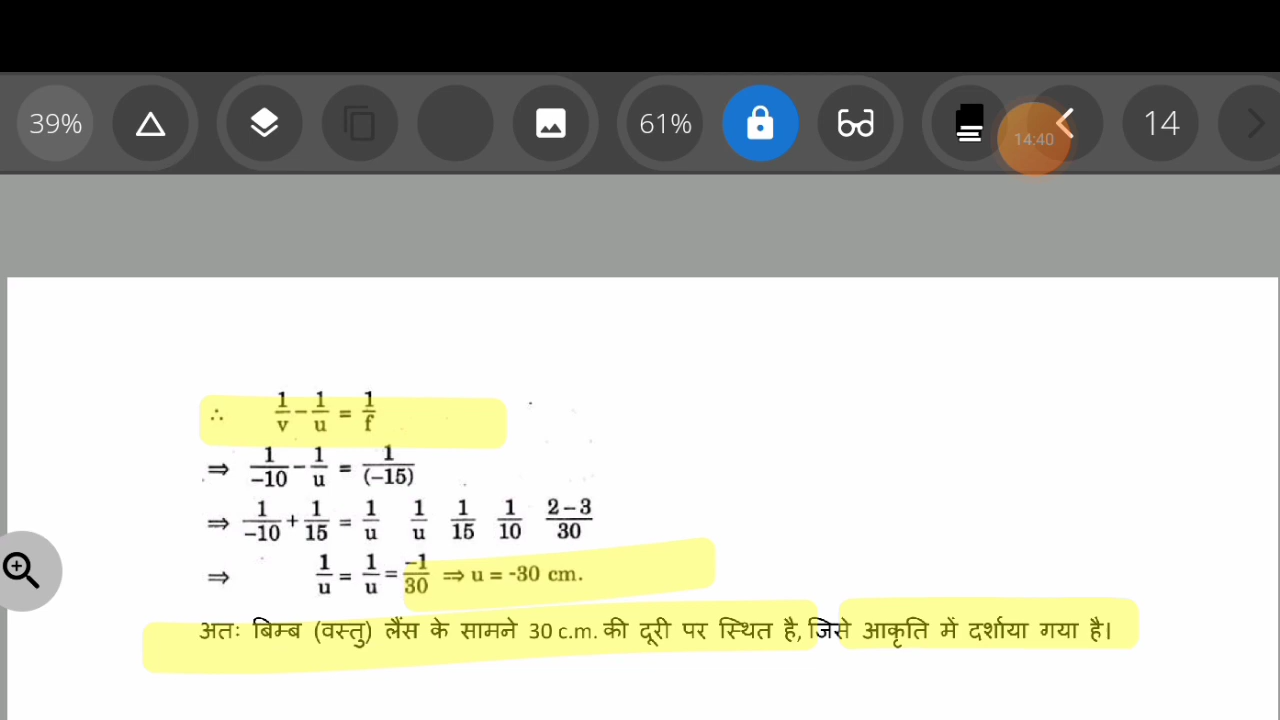 39% 61% 14:40 14
∴ 1/v − 1/u = 1/f
⇒ 1/−10 − 1/u = 1/(−15)
⇒ 1/−10 + 1/15 = 1/u 1/u 1/15 1/10 2−3/30
⇒ 1/u = 1/u = −1/30 ⇒ u = -30 cm.
अतः बिम्ब (वस्तु) लैंस के सामने 30 c.m. की दूरी पर स्थित है, जिसे आकृति में दर्शाया गया है।